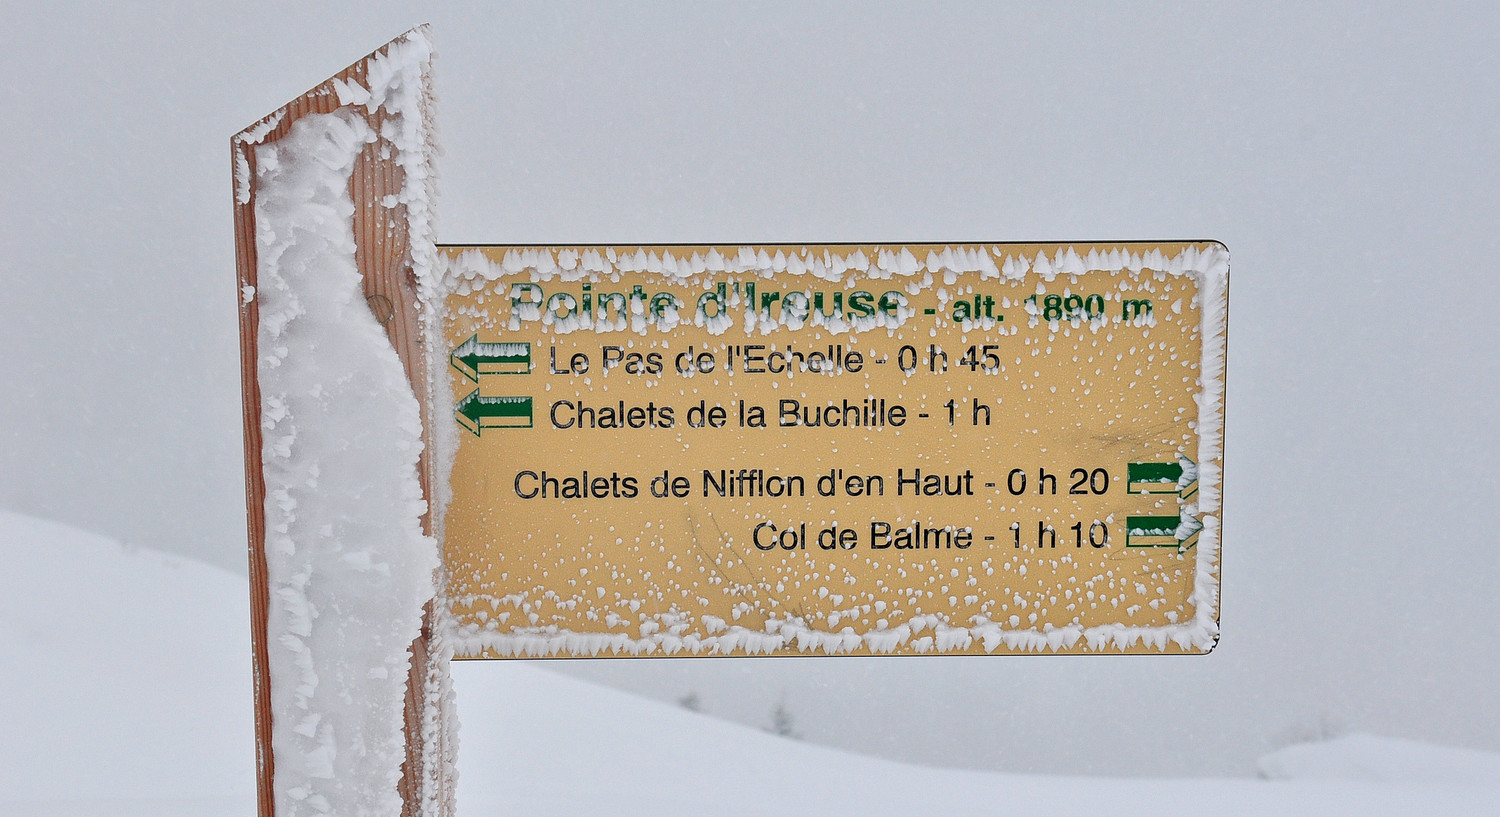 Pointe d'Ireuse - alt. 1890 m
Le Pas de l'Echelle - 0 h 45
Chalets de la Buchille - 1 h
Chalets de Nifflon d'en Haut - 0 h 20
Col de Balme - 1 h 10